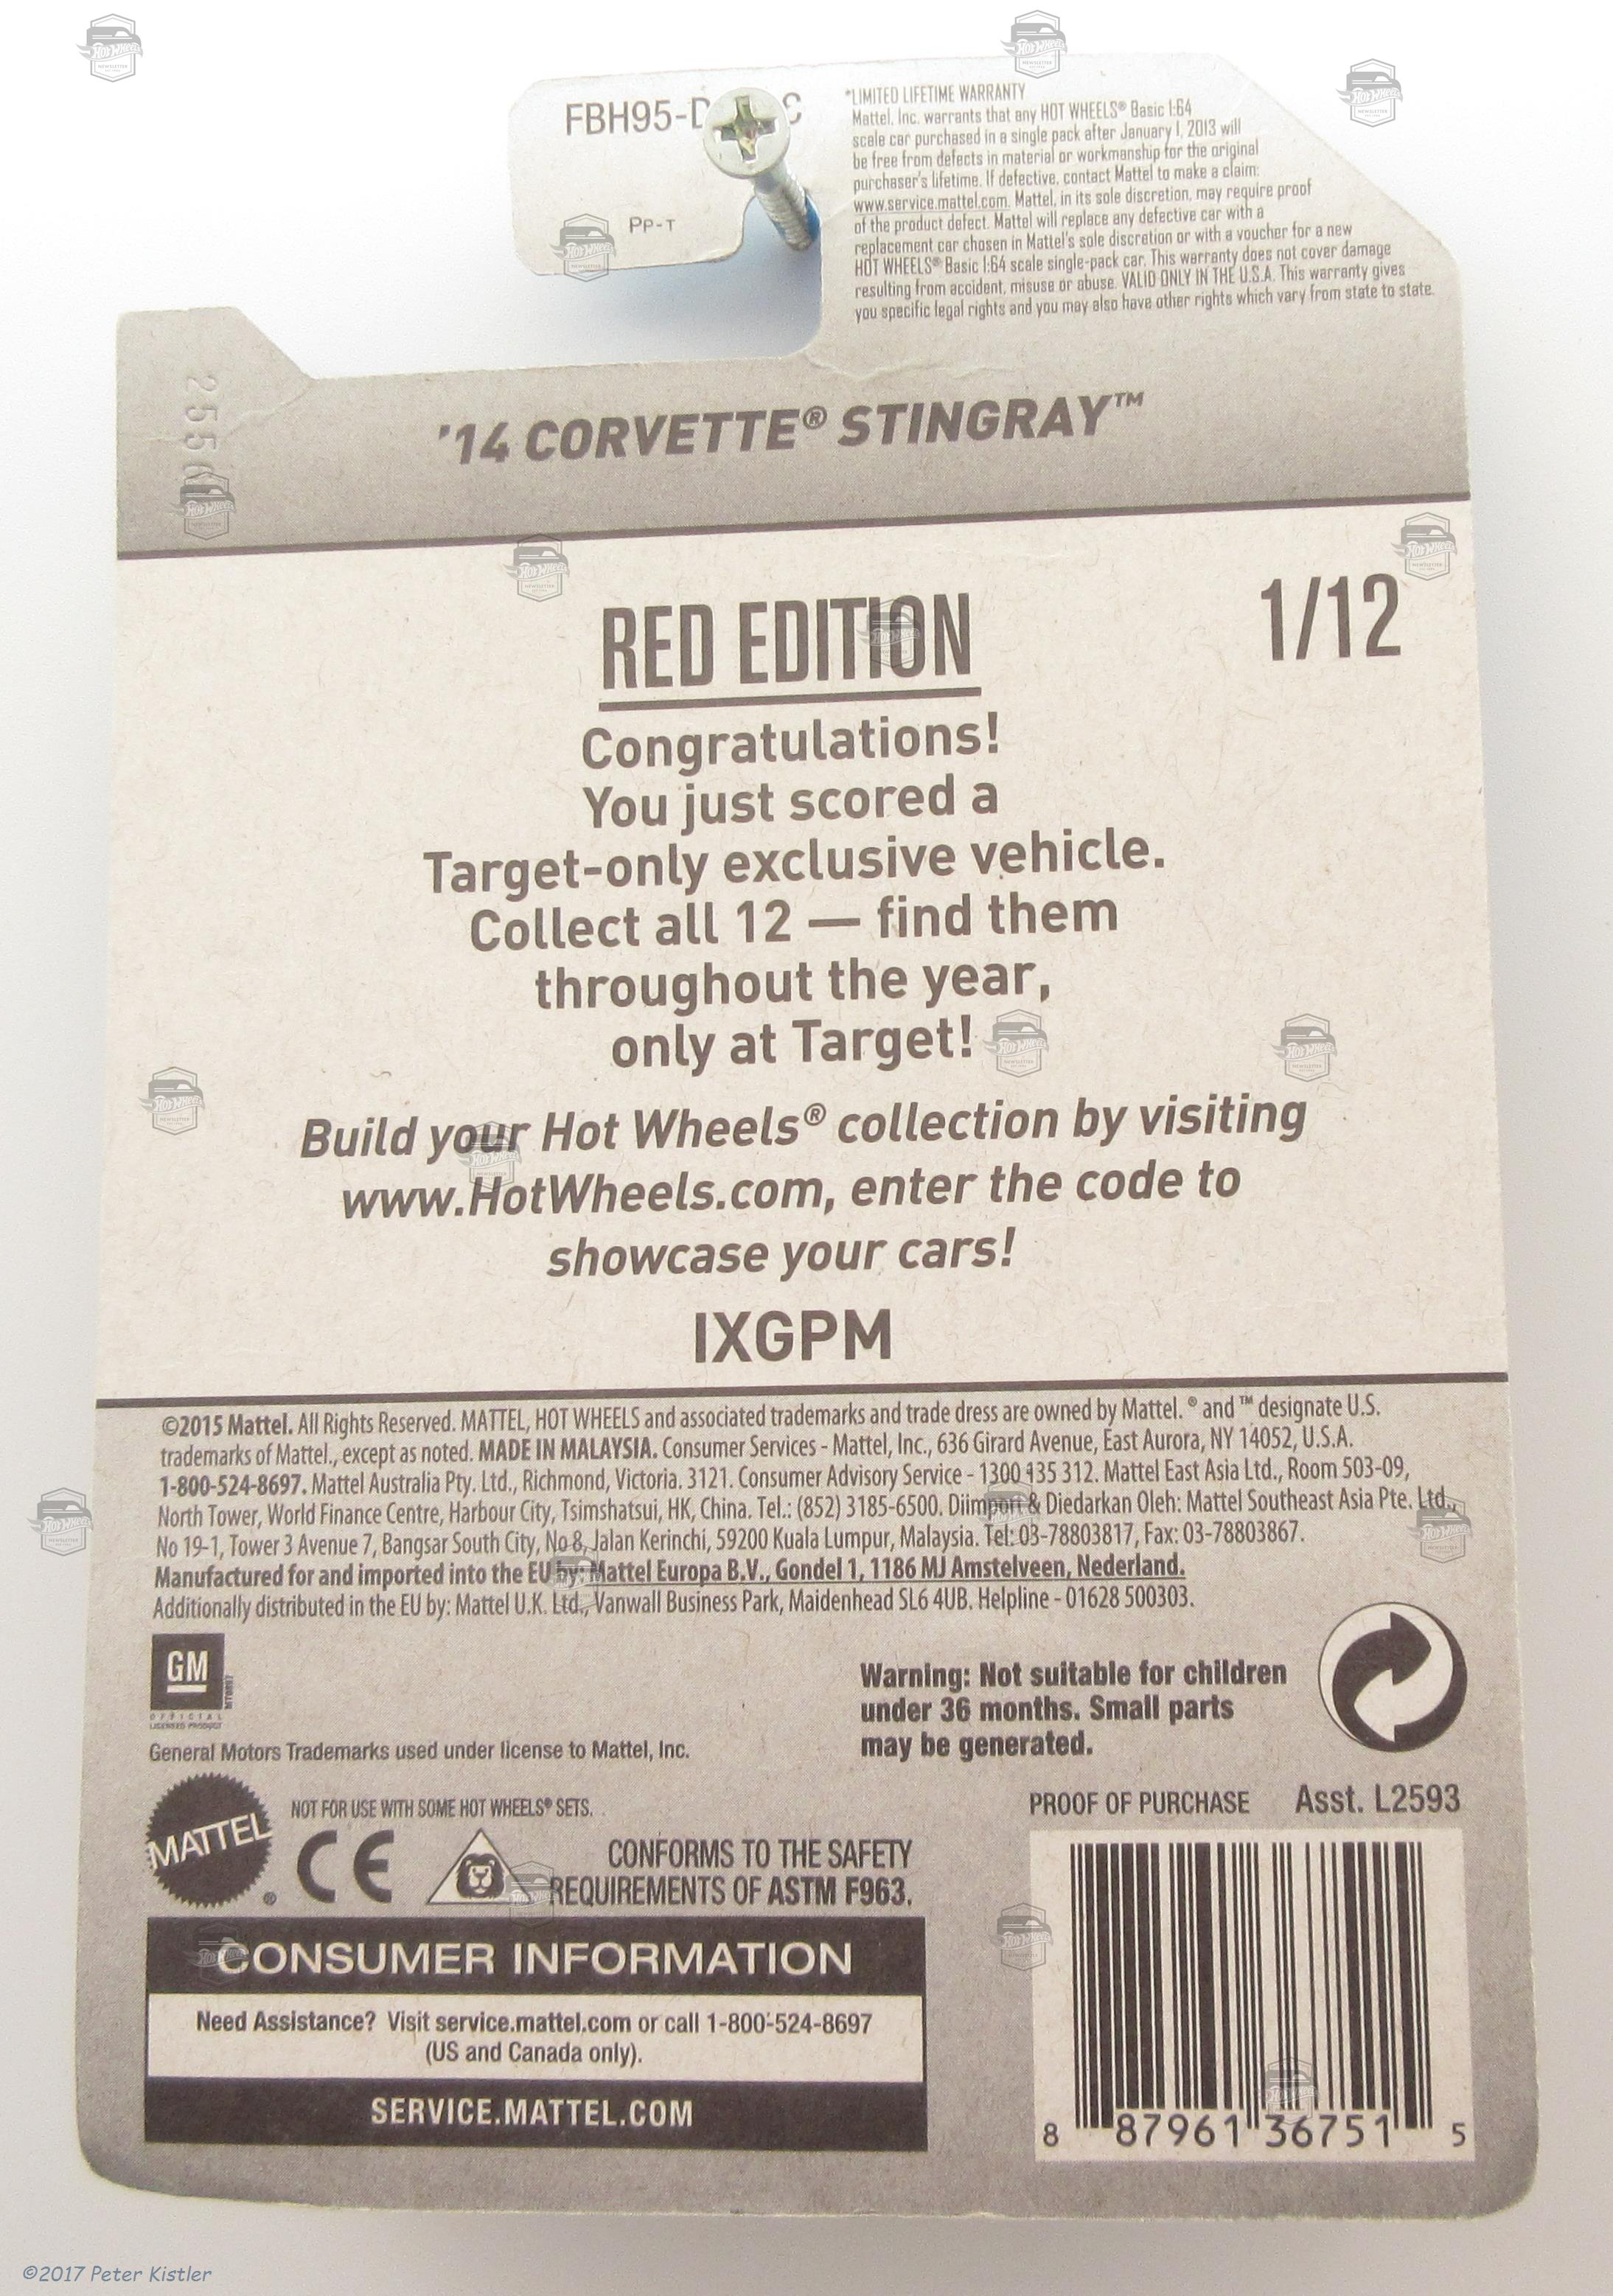 FBH95-D
C
PP-T
*LIMITED LIFETIME WARRANTY
Mattel, Inc. warrants that any HOT WHEELS® Basic 1:64
scale car purchased in a single pack after January 1, 2013 will
be free from defects in material or workmanship for the original
purchaser's lifetime. If defective, contact Mattel to make a claim:
www.service.mattel.com. Mattel, in its sole discretion, may require proof
of the product defect. Mattel will replace any defective car with a
replacement car chosen in Mattel's sole discretion or with a voucher for a new
HOT WHEELS® Basic 1:64 scale single-pack car. This warranty does not cover damage
resulting from accident, misuse or abuse. VALID ONLY IN THE U.S.A. This warranty gives
you specific legal rights and you may also have other rights which vary from state to state.
'14 CORVETTE® STINGRAY™
RED EDITION
1/12
Congratulations!
You just scored a
Target-only exclusive vehicle.
Collect all 12 — find them
throughout the year,
only at Target!
Build your Hot Wheels® collection by visiting
www.HotWheels.com, enter the code to
showcase your cars!
IXGPM
©2015 Mattel. All Rights Reserved. MATTEL, HOT WHEELS and associated trademarks and trade dress are owned by Mattel. ® and ™ designate U.S.
trademarks of Mattel., except as noted. MADE IN MALAYSIA. Consumer Services - Mattel, Inc., 636 Girard Avenue, East Aurora, NY 14052, U.S.A.
1-800-524-8697. Mattel Australia Pty. Ltd., Richmond, Victoria. 3121. Consumer Advisory Service - 1300 135 312. Mattel East Asia Ltd., Room 503-09,
North Tower, World Finance Centre, Harbour City, Tsimshatsui, HK, China. Tel.: (852) 3185-6500. Diimport & Diedarkan Oleh: Mattel Southeast Asia Pte. Ltd.,
No 19-1, Tower 3 Avenue 7, Bangsar South City, No 8, Jalan Kerinchi, 59200 Kuala Lumpur, Malaysia. Tel: 03-78803817, Fax: 03-78803867.
Manufactured for and imported into the EU by: Mattel Europa B.V., Gondel 1, 1186 MJ Amstelveen, Nederland.
Additionally distributed in the EU by: Mattel U.K. Ltd., Vanwall Business Park, Maidenhead SL6 4UB. Helpline - 01628 500303.
GM
OFFICIAL
LICENSED PRODUCT
General Motors Trademarks used under license to Mattel, Inc.
Warning: Not suitable for children
under 36 months. Small parts
may be generated.
MATTEL ®
NOT FOR USE WITH SOME HOT WHEELS® SETS.
CE
CONFORMS TO THE SAFETY
REQUIREMENTS OF ASTM F963.
PROOF OF PURCHASE Asst. L2593
CONSUMER INFORMATION
Need Assistance? Visit service.mattel.com or call 1-800-524-8697
(US and Canada only).
SERVICE.MATTEL.COM
8 87961 36751 5
©2017 Peter Kistler